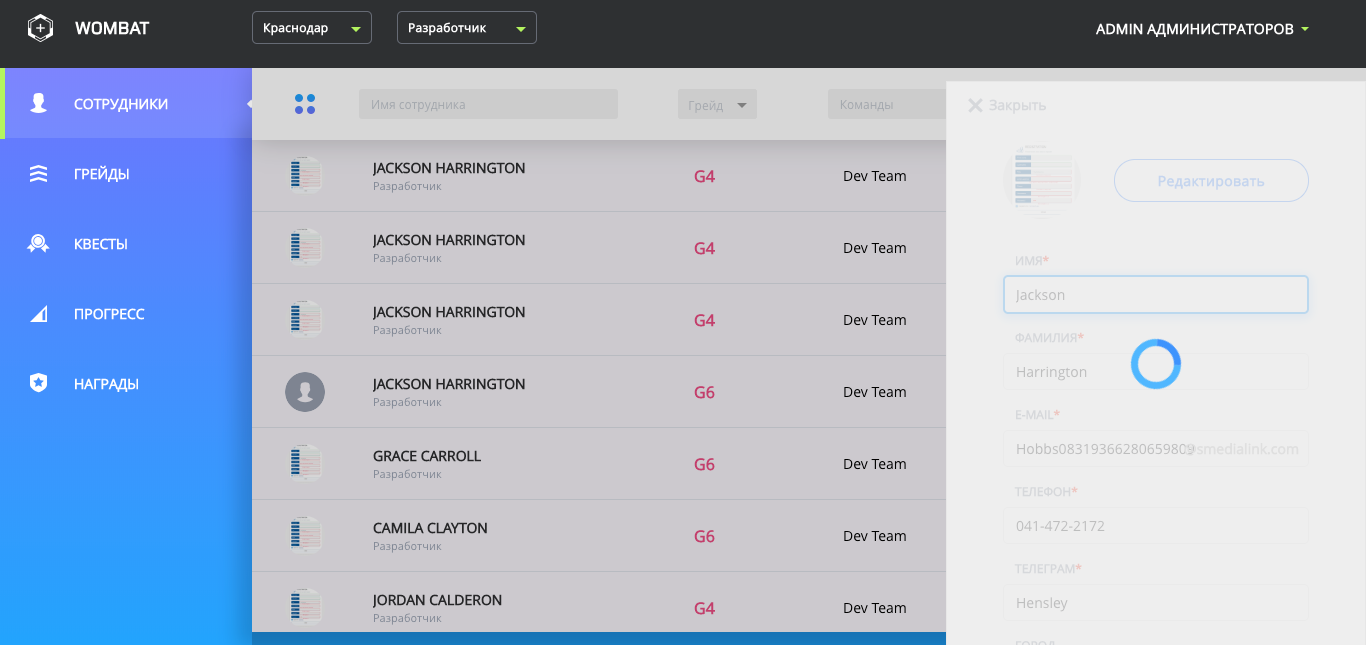 WOMBAT
Краснодар
Разработчик
ADMIN АДМИНИСТРАТОРОВ
СОТРУДНИКИ
ГРЕЙДЫ
КВЕСТЫ
ПРОГРЕСС
НАГРАДЫ
Имя сотрудника
Грейд
Команды
JACKSON HARRINGTON
Разработчик
G4
Dev Team
JACKSON HARRINGTON
Разработчик
G4
Dev Team
JACKSON HARRINGTON
Разработчик
G4
Dev Team
JACKSON HARRINGTON
Разработчик
G6
Dev Team
GRACE CARROLL
Разработчик
G6
Dev Team
CAMILA CLAYTON
Разработчик
G6
Dev Team
JORDAN CALDERON
Разработчик
G4
Dev Team
Закрыть
Редактировать
ИМЯ*
Jackson
ФАМИЛИЯ*
Harrington
E-MAIL*
Hobbs08319366280659809 @smedialink.com
ТЕЛЕФОН*
041-472-2172
ТЕЛЕГРАМ*
Hensley
ГОРОД